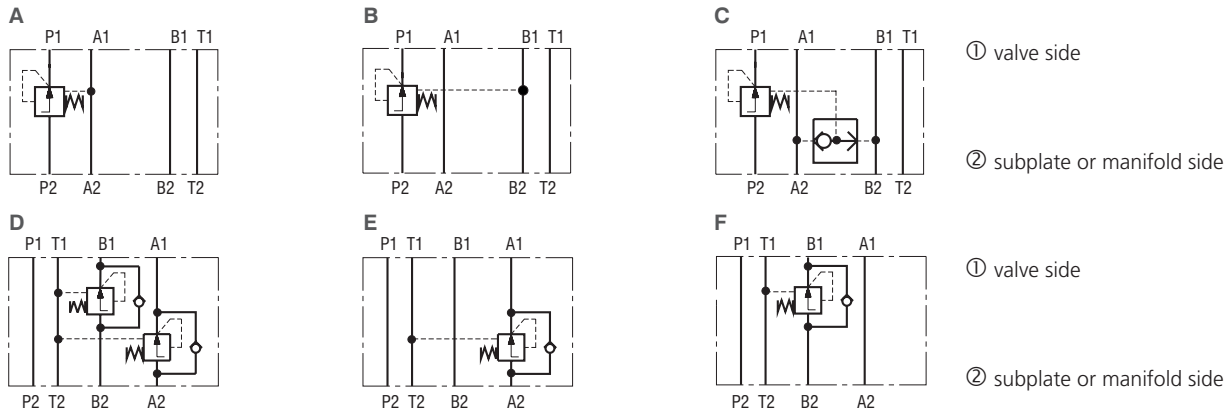 A B C
P1 A1 B1 T1 P1 A1 B1 T1 P1 A1 B1 T1
① valve side
② subplate or manifold side
P2 A2 B2 T2 P2 A2 B2 T2 P2 A2 B2 T2
D E F
P1 T1 B1 A1 P1 T1 B1 A1 P1 T1 B1 A1
① valve side
② subplate or manifold side
P2 T2 B2 A2 P2 T2 B2 A2 P2 T2 B2 A2